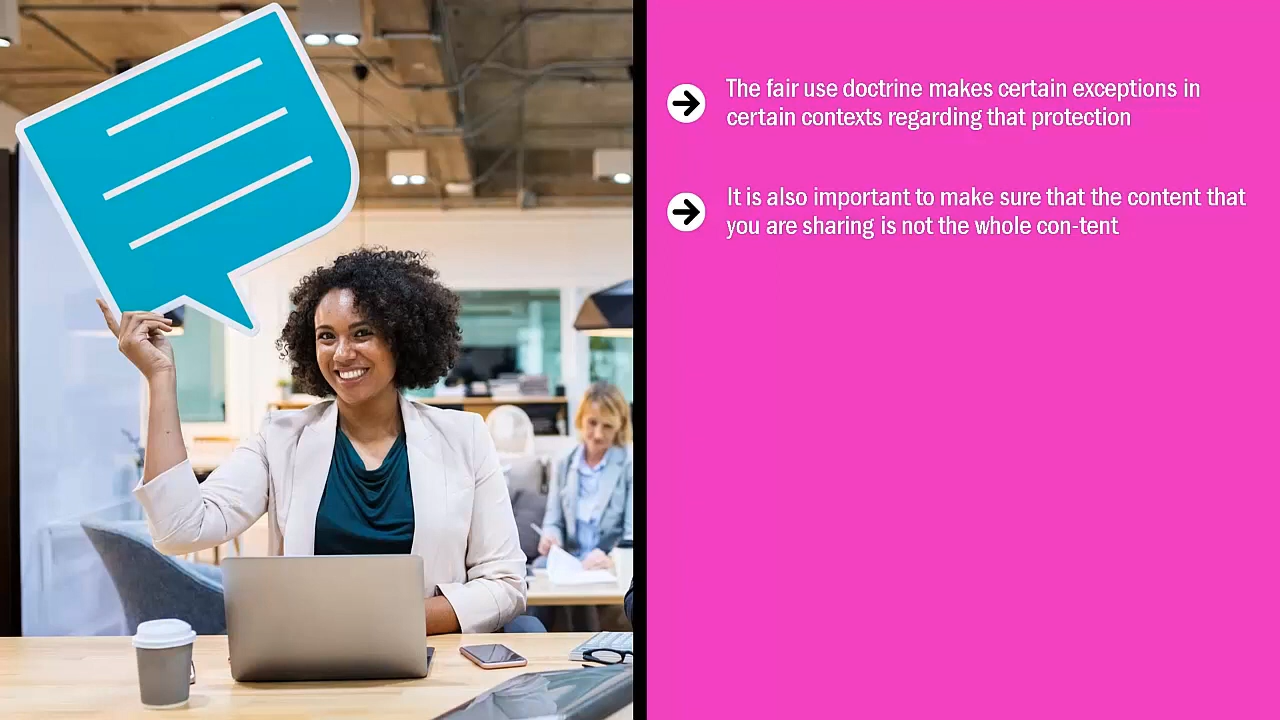 The fair use doctrine makes certain exceptions in
certain contexts regarding that protection
It is also important to make sure that the content that
you are sharing is not the whole con-tent